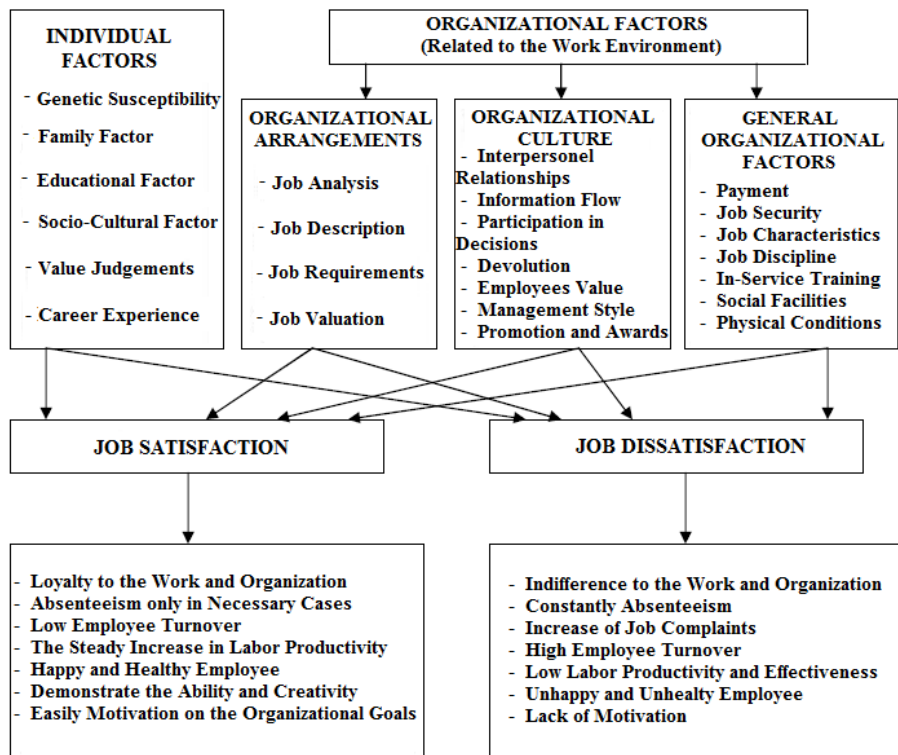 INDIVIDUAL
FACTORS
- Genetic Susceptibility
- Family Factor
- Educational Factor
- Socio-Cultural Factor
- Value Judgements
- Career Experience
ORGANIZATIONAL FACTORS
(Related to the Work Environment)
ORGANIZATIONAL
ARRANGEMENTS
- Job Analysis
- Job Description
- Job Requirements
- Job Valuation
ORGANIZATIONAL
CULTURE
- Interpersonel
Relationships
- Information Flow
- Participation in
Decisions
- Devolution
- Employees Value
- Management Style
- Promotion and Awards
GENERAL
ORGANIZATIONAL
FACTORS
- Payment
- Job Security
- Job Characteristics
- Job Discipline
- In-Service Training
- Social Facilities
- Physical Conditions
JOB SATISFACTION
JOB DISSATISFACTION
- Loyalty to the Work and Organization
- Absenteeism only in Necessary Cases
- Low Employee Turnover
- The Steady Increase in Labor Productivity
- Happy and Healthy Employee
- Demonstrate the Ability and Creativity
- Easily Motivation on the Organizational Goals
- Indifference to the Work and Organization
- Constantly Absenteeism
- Increase of Job Complaints
- High Employee Turnover
- Low Labor Productivity and Effectiveness
- Unhappy and Unhealty Employee
- Lack of Motivation